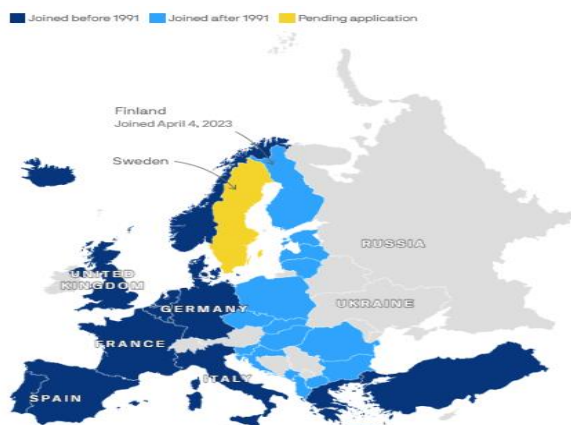 Joined before 1991 Joined after 1991 Pending application
Finland
Joined April 4, 2023
Sweden
RUSSIA
UNITED
KINGDOM
UKRAINE
GERMANY
FRANCE
ITALY
SPAIN